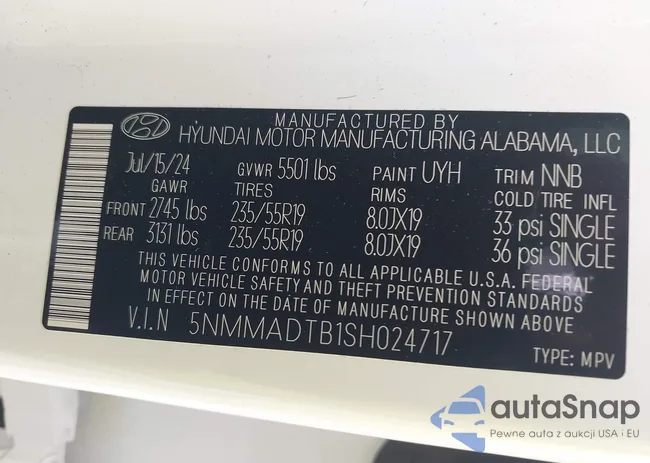 MANUFACTURED BY
HYUNDAI MOTOR MANUFACTURING ALABAMA, LLC
Jul/15/24 GVWR 5501 lbs PAINT UYH TRIM NNB
GAWR TIRES RIMS COLD TIRE INFL
FRONT 2745 lbs 235/55R19 8.0JX19 33 psi SINGLE
REAR 3131 lbs 235/55R19 8.0JX19 36 psi SINGLE
THIS VEHICLE CONFORMS TO ALL APPLICABLE U.S.A. FEDERAL
MOTOR VEHICLE SAFETY AND THEFT PREVENTION STANDARDS
IN EFFECT ON THE DATE OF MANUFACTURE SHOWN ABOVE
V.I.N 5NMMADTB1SH024717
TYPE: MPV
autaSnap
Pewne auta z aukcji USA i EU